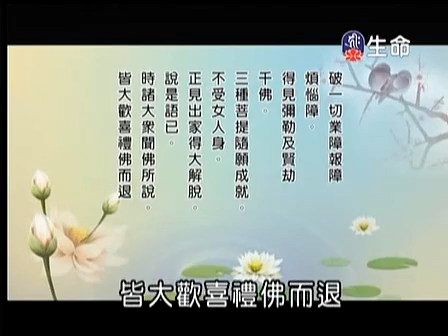 生命
破一切業障報障
煩惱障。
得見彌勒及賢劫
千佛。
三種菩提隨願成就。
不受女人身。
正見出家得大解脫。
說是語已。
時諸大衆聞佛所說。
皆大歡喜禮佛而退
皆大歡喜禮佛而退